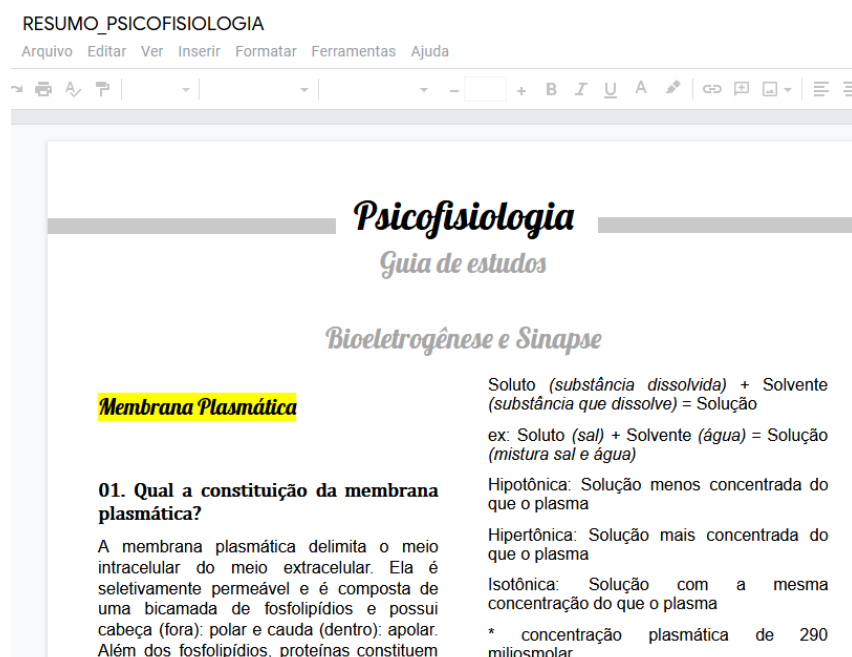 RESUMO_PSICOFISIOLOGIA
Arquivo Editar Ver Inserir Formatar Ferramentas Ajuda
Psicofisiologia
Guia de estudos
Bioeletrogênese e Sinapse
Membrana Plasmática
01. Qual a constituição da membrana
plasmática?
A membrana plasmática delimita o meio
intracelular do meio extracelular. Ela é
seletivamente permeável e é composta de
uma bicamada de fosfolipídios e possui
cabeça (fora): polar e cauda (dentro): apolar.
Além dos fosfolipídios, proteínas constituem
Soluto (substância dissolvida) + Solvente
(substância que dissolve) = Solução
ex: Soluto (sal) + Solvente (água) = Solução
(mistura sal e água)
Hipotônica: Solução menos concentrada do
que o plasma
Hipertônica: Solução mais concentrada do
que o plasma
Isotônica: Solução com a mesma
concentração do que o plasma
* concentração plasmática de 290
miliosmolar